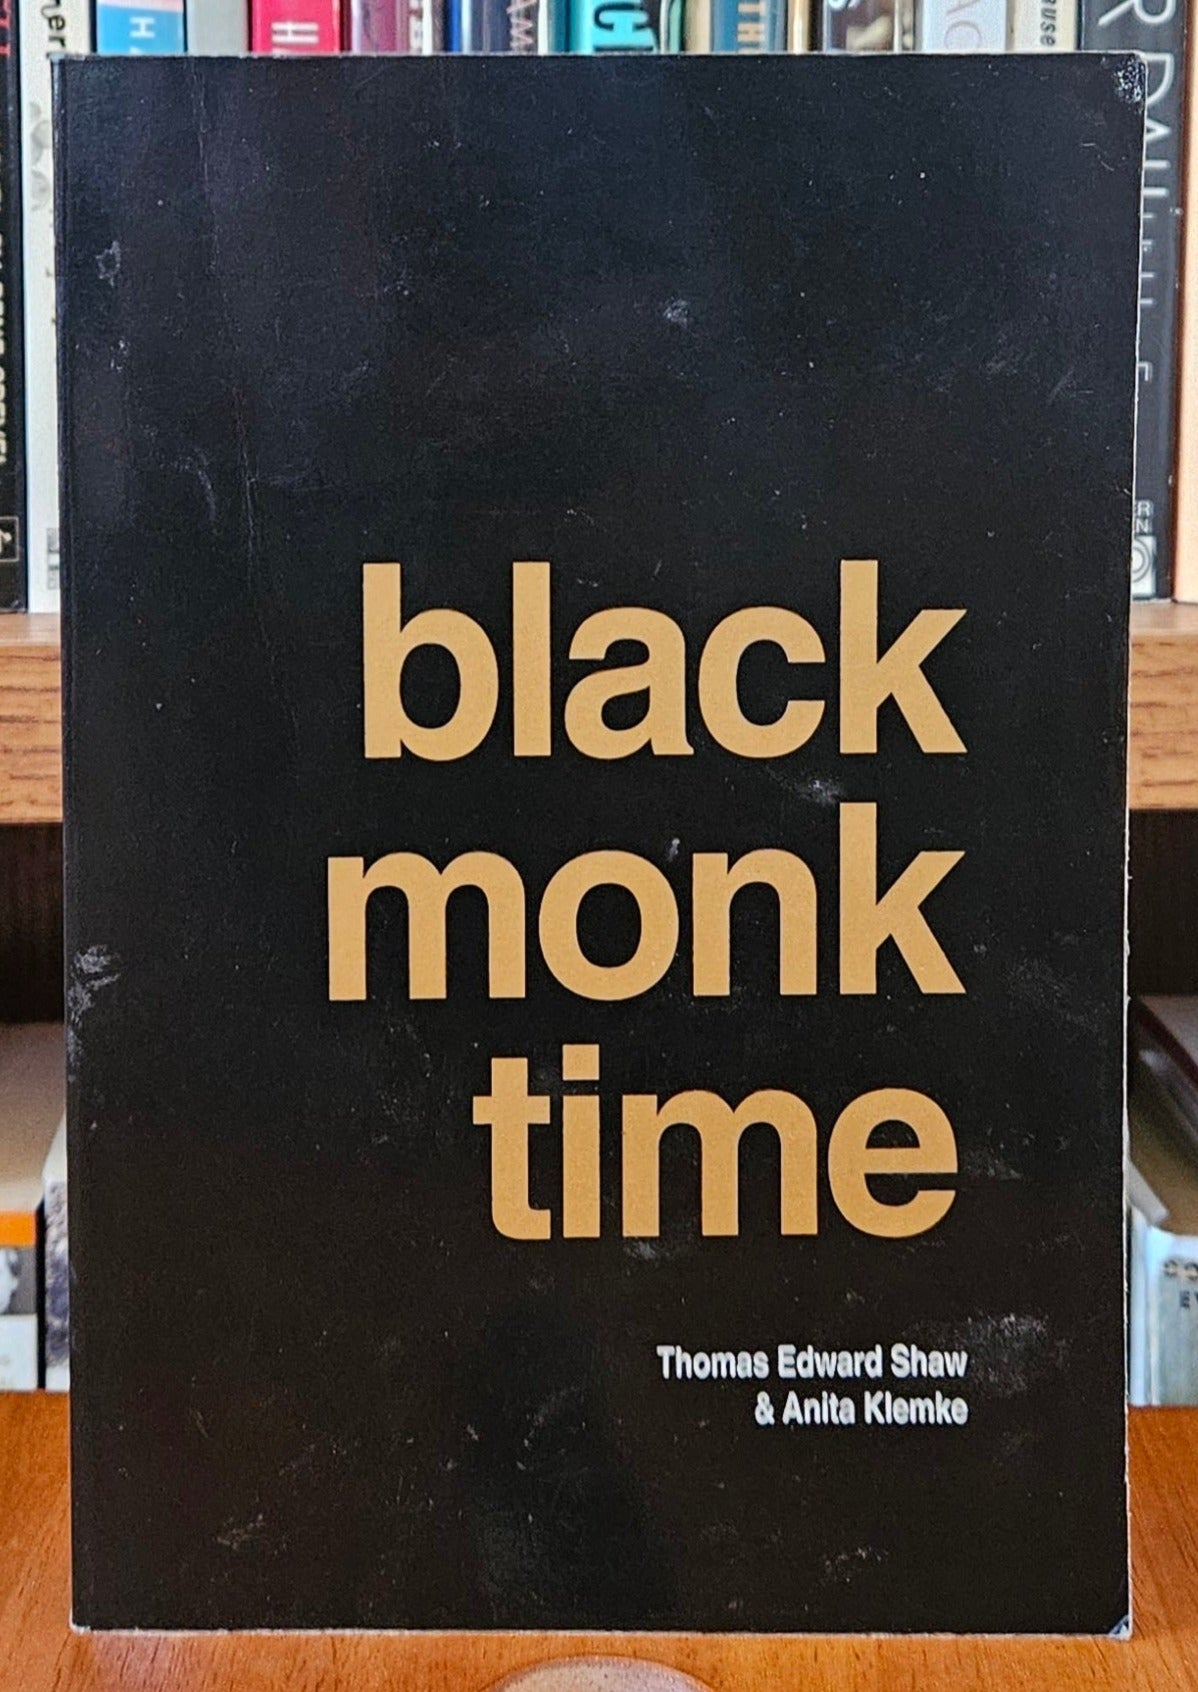 black
monk
time
Thomas Edward Shaw
& Anita Klemke